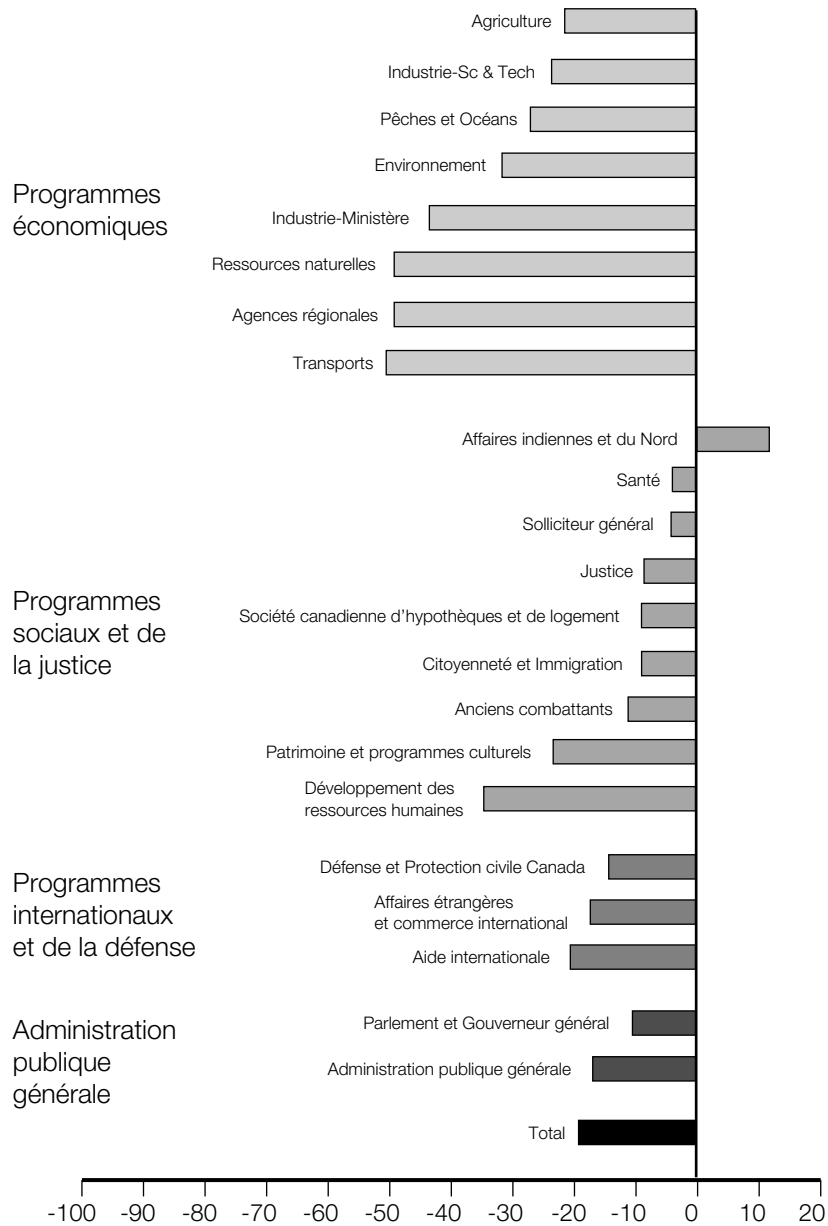 Programmes
économiques
Agriculture
Industrie-Sc & Tech
Pêches et Océans
Environnement
Industrie-Ministère
Ressources naturelles
Agences régionales
Transports
Programmes
sociaux et de
la justice
Affaires indiennes et du Nord
Santé
Solliciteur général
Justice
Société canadienne d’hypothèques et de logement
Citoyenneté et Immigration
Anciens combattants
Patrimoine et programmes culturels
Développement des
ressources humaines
Programmes
internationaux
et de la défense
Défense et Protection civile Canada
Affaires étrangères
et commerce international
Aide internationale
Administration
publique
générale
Parlement et Gouverneur général
Administration publique générale
Total
-100 -90 -80 -70 -60 -50 -40 -30 -20 -10 0 10 20